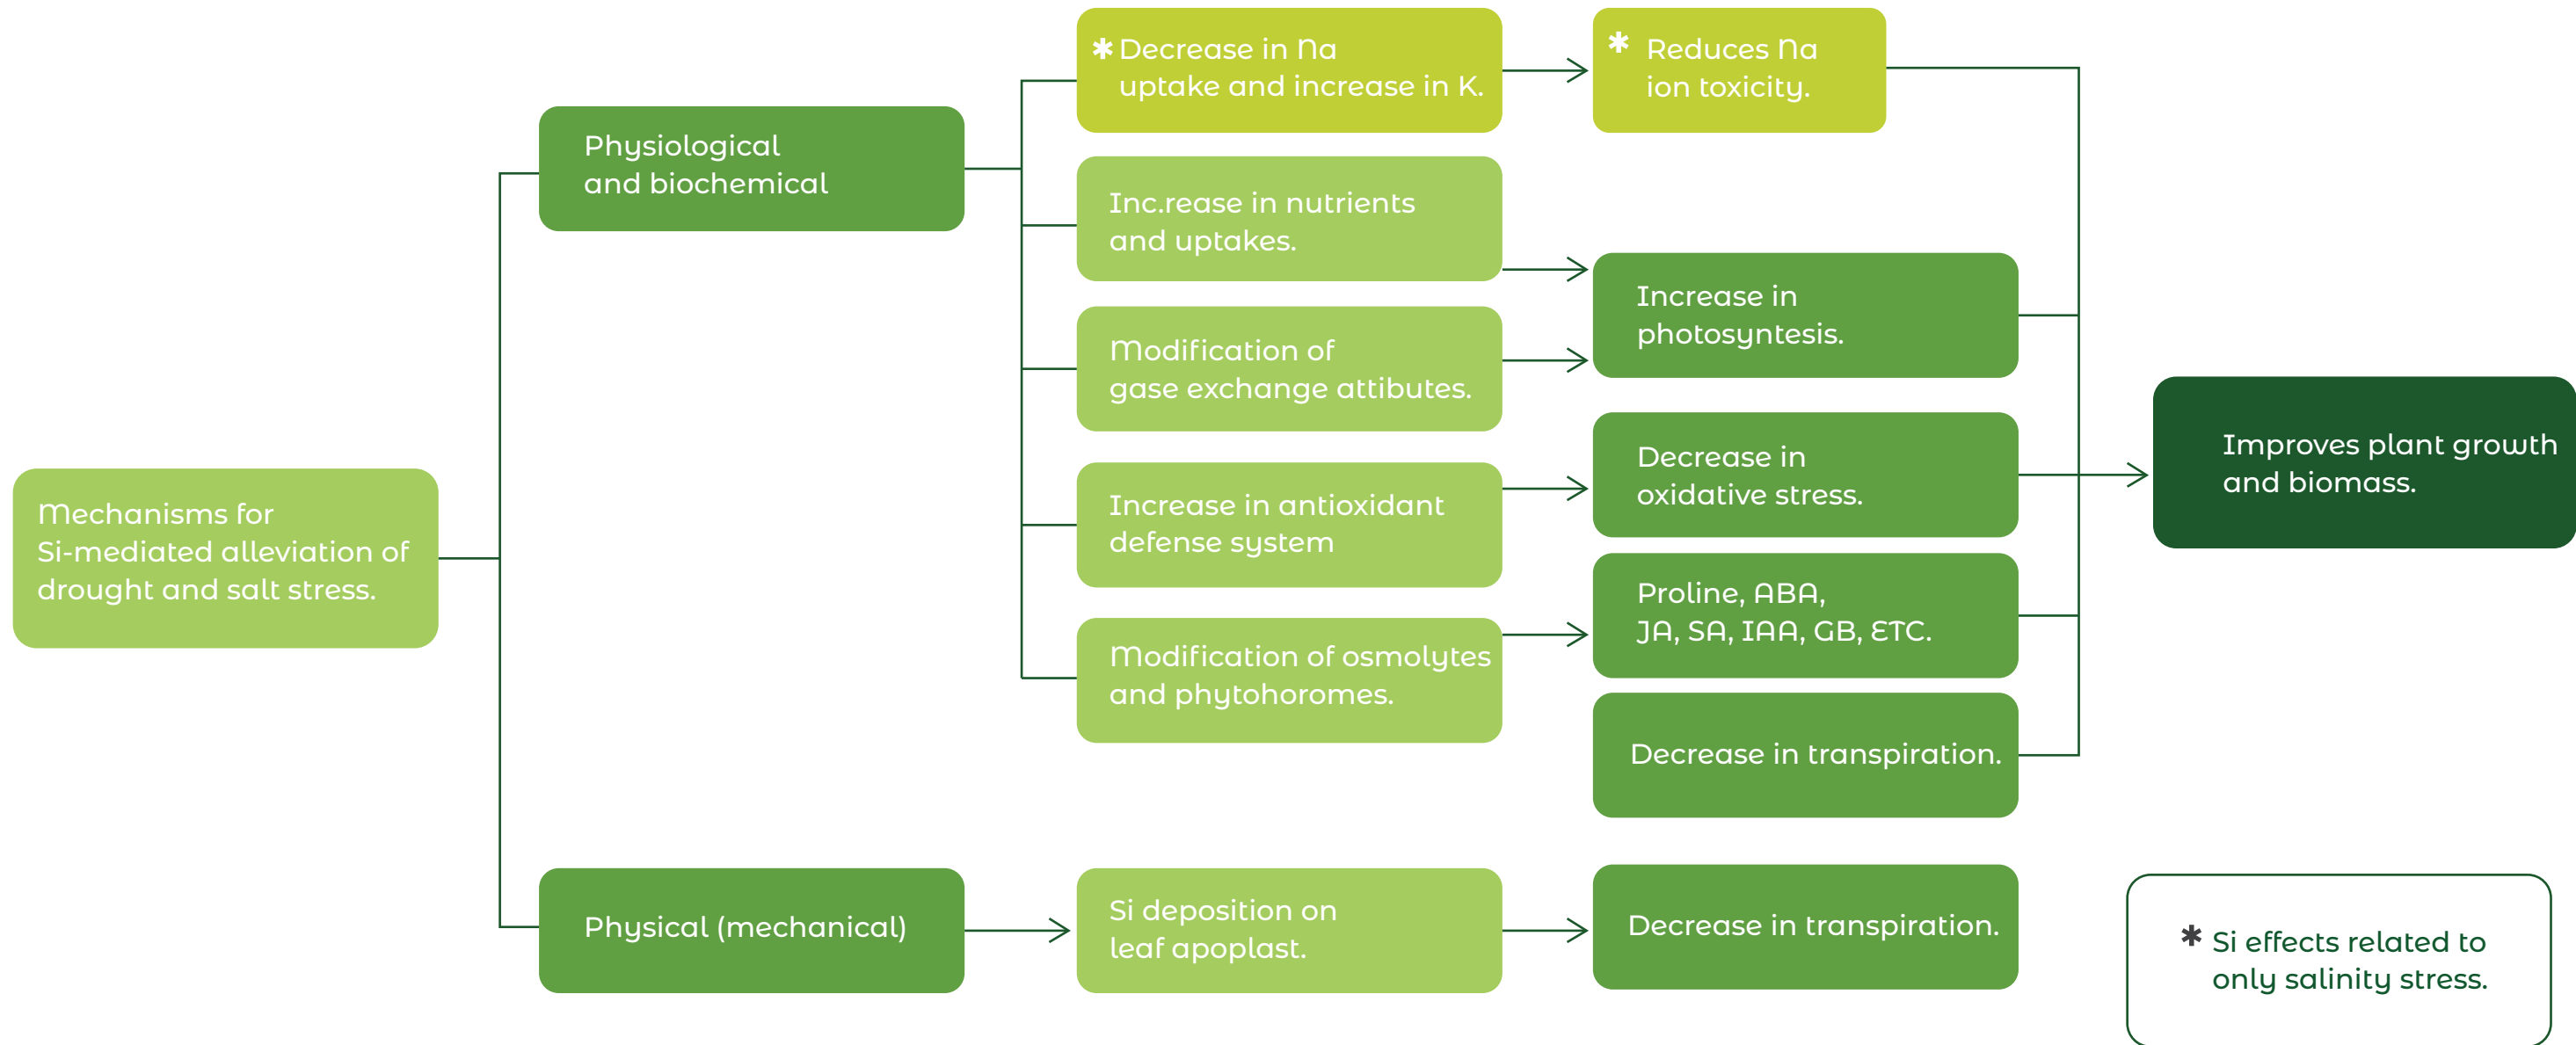 Mechanisms for
Si-mediated alleviation of
drought and salt stress.
Physiological
and biochemical
Physical (mechanical)
* Decrease in Na
uptake and increase in K.
Inc.rease in nutrients
and uptakes.
Modification of
gase exchange attibutes.
Increase in antioxidant
defense system
Modification of osmolytes
and phytohoromes.
Si deposition on
leaf apoplast.
* Reduces Na
ion toxicity.
Increase in
photosyntesis.
Decrease in
oxidative stress.
Proline, ABA,
JA, SA, IAA, GB, ETC.
Decrease in transpiration.
Decrease in transpiration.
Improves plant growth
and biomass.
* Si effects related to
only salinity stress.